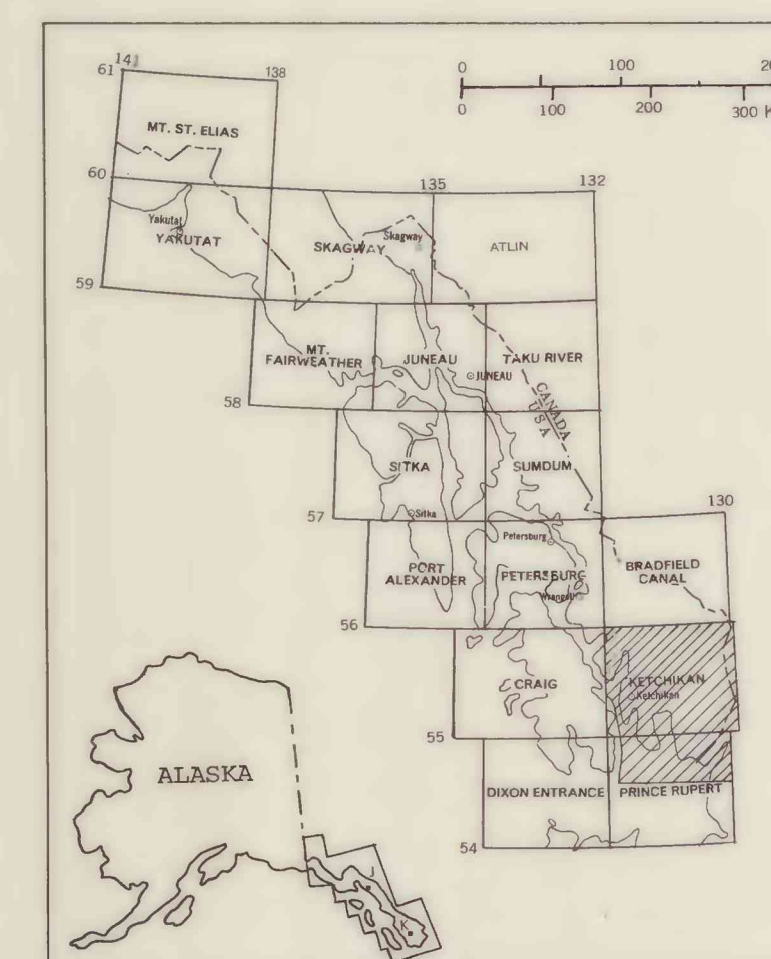 141
61
138
0 100
0 100 200 300
MT. ST. ELIAS
60
135
132
Yakutat
YAKUTAT
SKAGWAY
Skagway
ATLIN
59
MT.
FAIRWEATHER
JUNEAU
JUNEAU
TAKU RIVER
CANADA
USA
58
SITKA
SUMDUM
Sitka
57
130
Petersburg
PORT
ALEXANDER
PETERSBURG
Wrangell
BRADFIELD
CANAL
56
CRAIG
KETCHIKAN
Ketchikan
55
ALASKA
DIXON ENTRANCE
PRINCE RUPERT
54
J
K